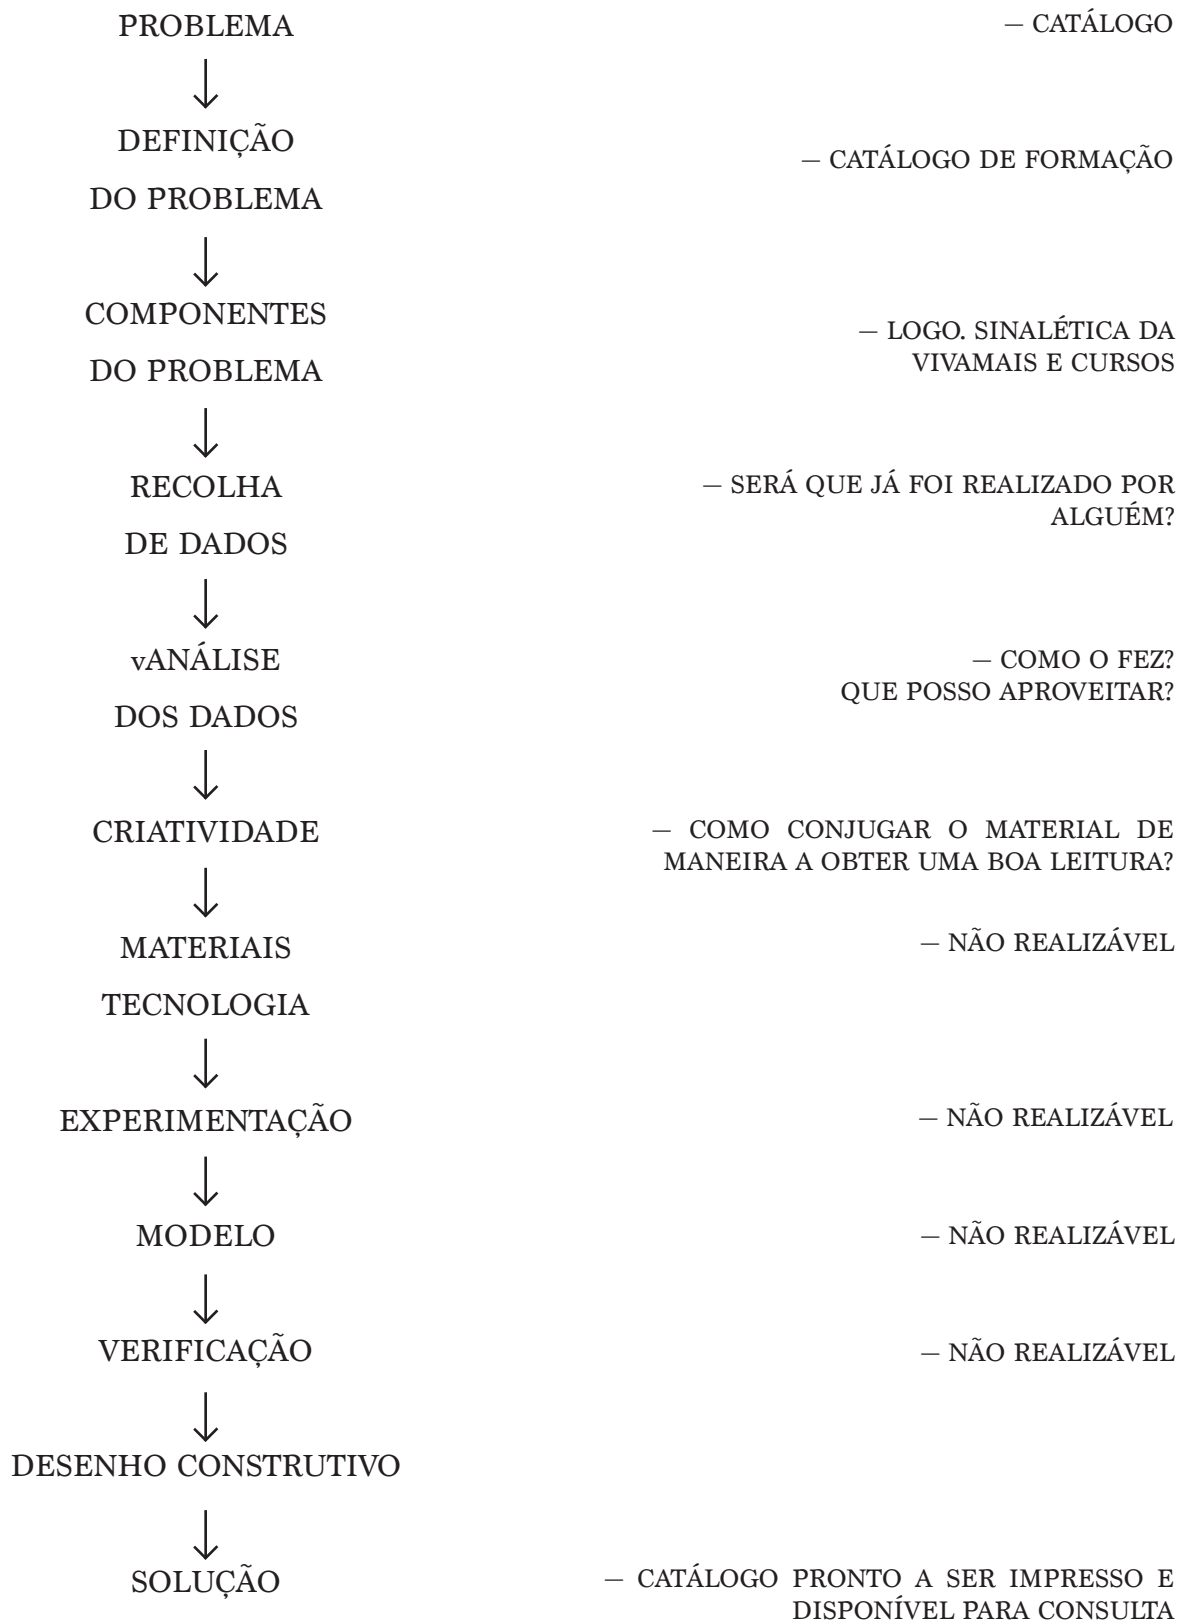 PROBLEMA
— CATÁLOGO
DEFINIÇÃO
DO PROBLEMA
— CATÁLOGO DE FORMAÇÃO
COMPONENTES
DO PROBLEMA
— LOGO. SINALÉTICA DA
VIVAMAIS E CURSOS
RECOLHA
DE DADOS
— SERÁ QUE JÁ FOI REALIZADO POR
ALGUÉM?
vANÁLISE
DOS DADOS
— COMO O FEZ?
QUE POSSO APROVEITAR?
CRIATIVIDADE
— COMO CONJUGAR O MATERIAL DE
MANEIRA A OBTER UMA BOA LEITURA?
MATERIAIS
TECNOLOGIA
— NÃO REALIZÁVEL
EXPERIMENTAÇÃO
— NÃO REALIZÁVEL
MODELO
— NÃO REALIZÁVEL
VERIFICAÇÃO
— NÃO REALIZÁVEL
DESENHO CONSTRUTIVO
SOLUÇÃO
— CATÁLOGO PRONTO A SER IMPRESSO E
DISPONÍVEL PARA CONSULTA